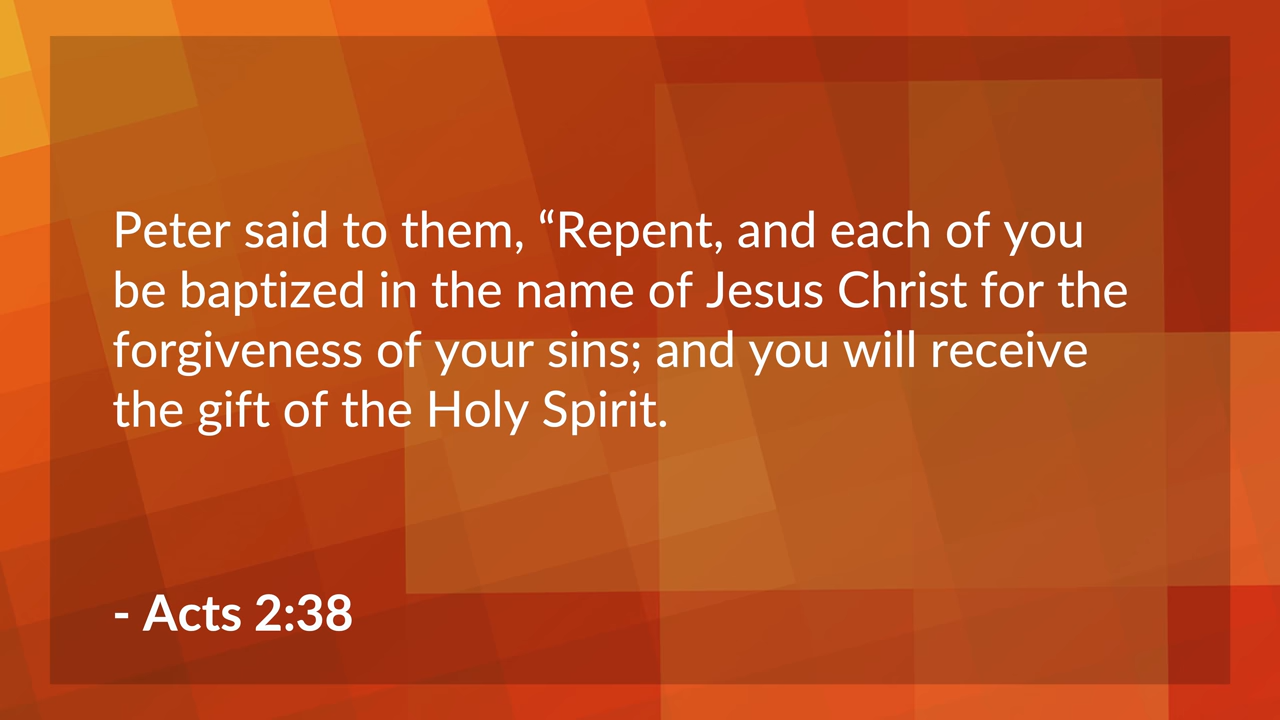 Peter said to them, “Repent, and each of you
be baptized in the name of Jesus Christ for the
forgiveness of your sins; and you will receive
the gift of the Holy Spirit.
- Acts 2:38